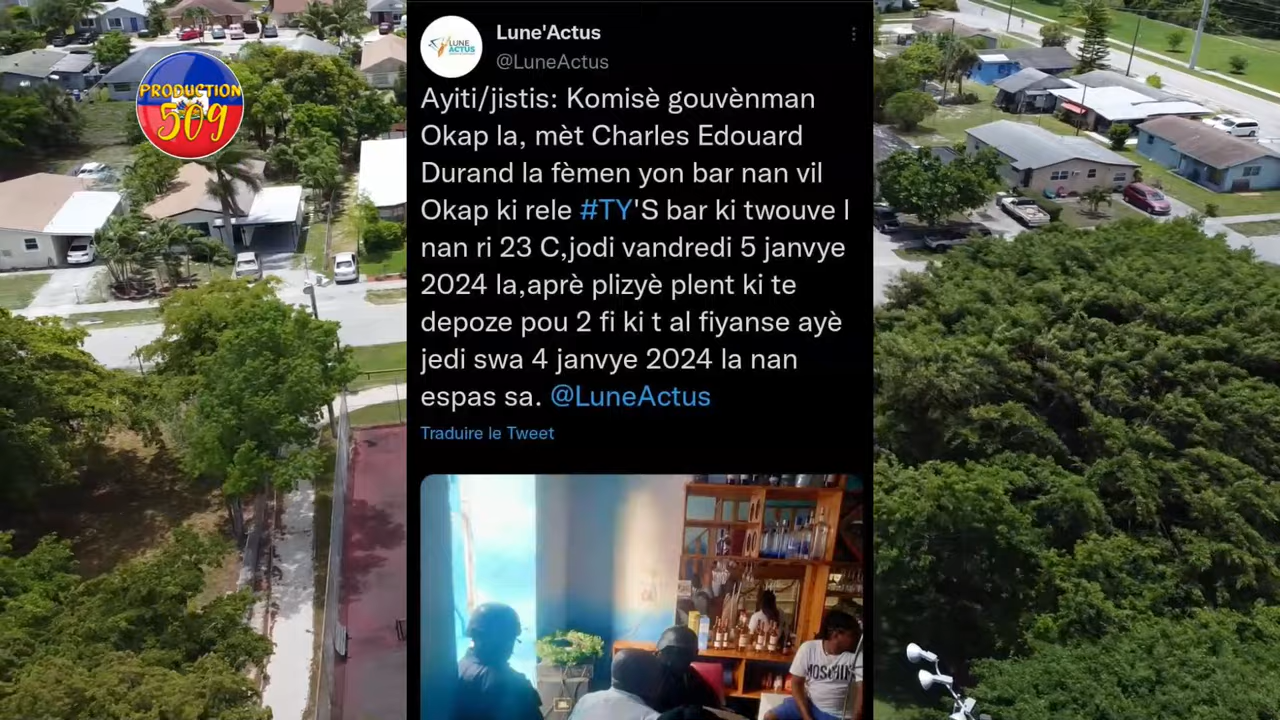 PRODUCTION
509
LUNE
ACTUS
Lune'Actus
@LuneActus
Ayiti/jistis: Komisè gouvènman
Okap la, mèt Charles Edouard
Durand la fèmen yon bar nan vil
Okap ki rele #TY'S bar ki twouve l
nan ri 23 C,jodi vandredi 5 janvye
2024 la,aprè plizyè plent ki te
depoze pou 2 fi ki t al fiyanse ayè
jedi swa 4 janvye 2024 la nan
espas sa. @LuneActus
Traduire le Tweet